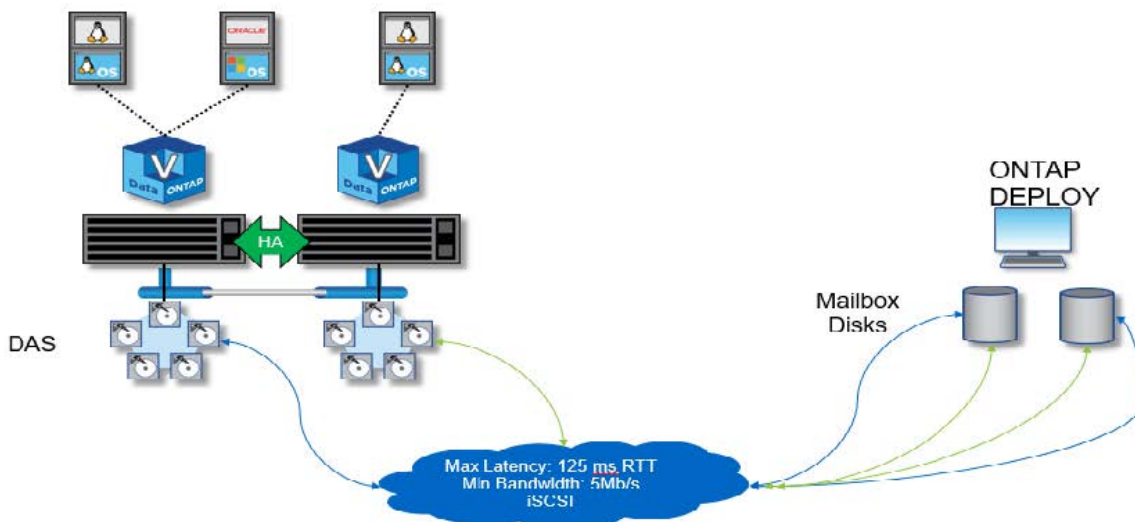 ORACLE
OS
OS
OS
V
Data ONTAP
V
Data ONTAP
HA
ONTAP
DEPLOY
Mailbox
Disks
DAS
Max Latency: 125 ms RTT
Min Bandwidth: 5Mb/s
iSCSI